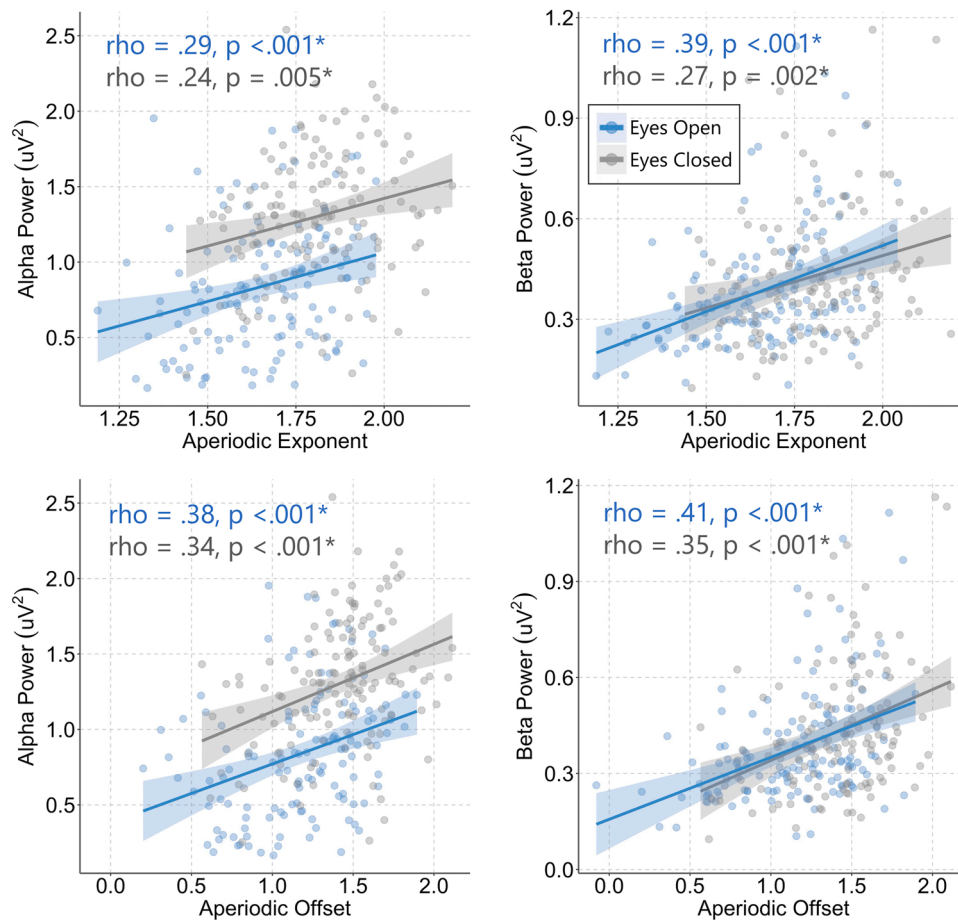 rho = .29, p <.001*
rho = .24, p = .005*
2.5
2.0
1.5
1.0
0.5
Alpha Power (uV²)
1.25 1.50 1.75 2.00
Aperiodic Exponent
rho = .39, p <.001*
rho = .27, p = .002*
Eyes Open
Eyes Closed
1.2
0.9
0.6
0.3
Beta Power (uV²)
1.25 1.50 1.75 2.00
Aperiodic Exponent
rho = .38, p <.001*
rho = .34, p < .001*
2.5
2.0
1.5
1.0
0.5
Alpha Power (uV²)
0.0 0.5 1.0 1.5 2.0
Aperiodic Offset
rho = .41, p <.001*
rho = .35, p < .001*
1.2
0.9
0.6
0.3
0.0
Beta Power (uV²)
0.0 0.5 1.0 1.5 2.0
Aperiodic Offset